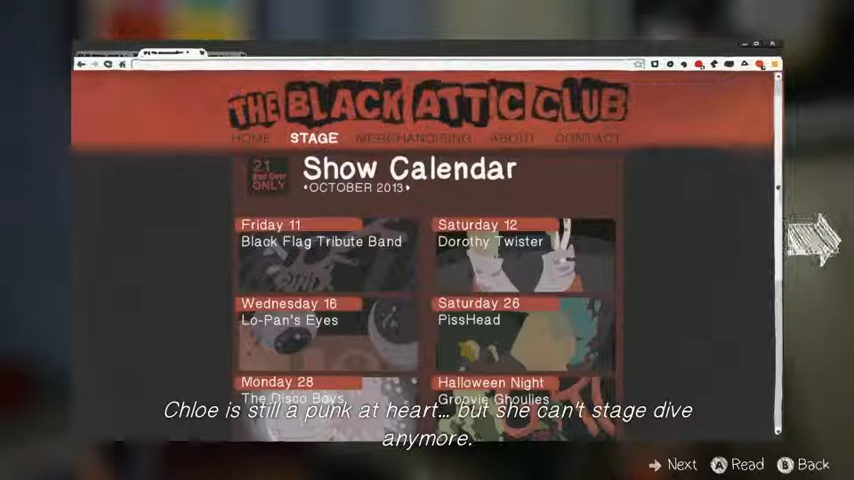 THE BLACK ATTIC CLUB
HOME STAGE MERCHANDISING ABOUT CONTACT
21
and Over
ONLY
Show Calendar
•OCTOBER 2013•
Friday 11
Black Flag Tribute Band
Saturday 12
Dorothy Twister
Wednesday 16
Lo-Pan's Eyes
Saturday 26
PissHead
Monday 28
The Disco Boys
Halloween Night
Groovie Ghoulies
Chloe is still a punk at heart... but she can't stage dive
anymore.
Next A Read B Back